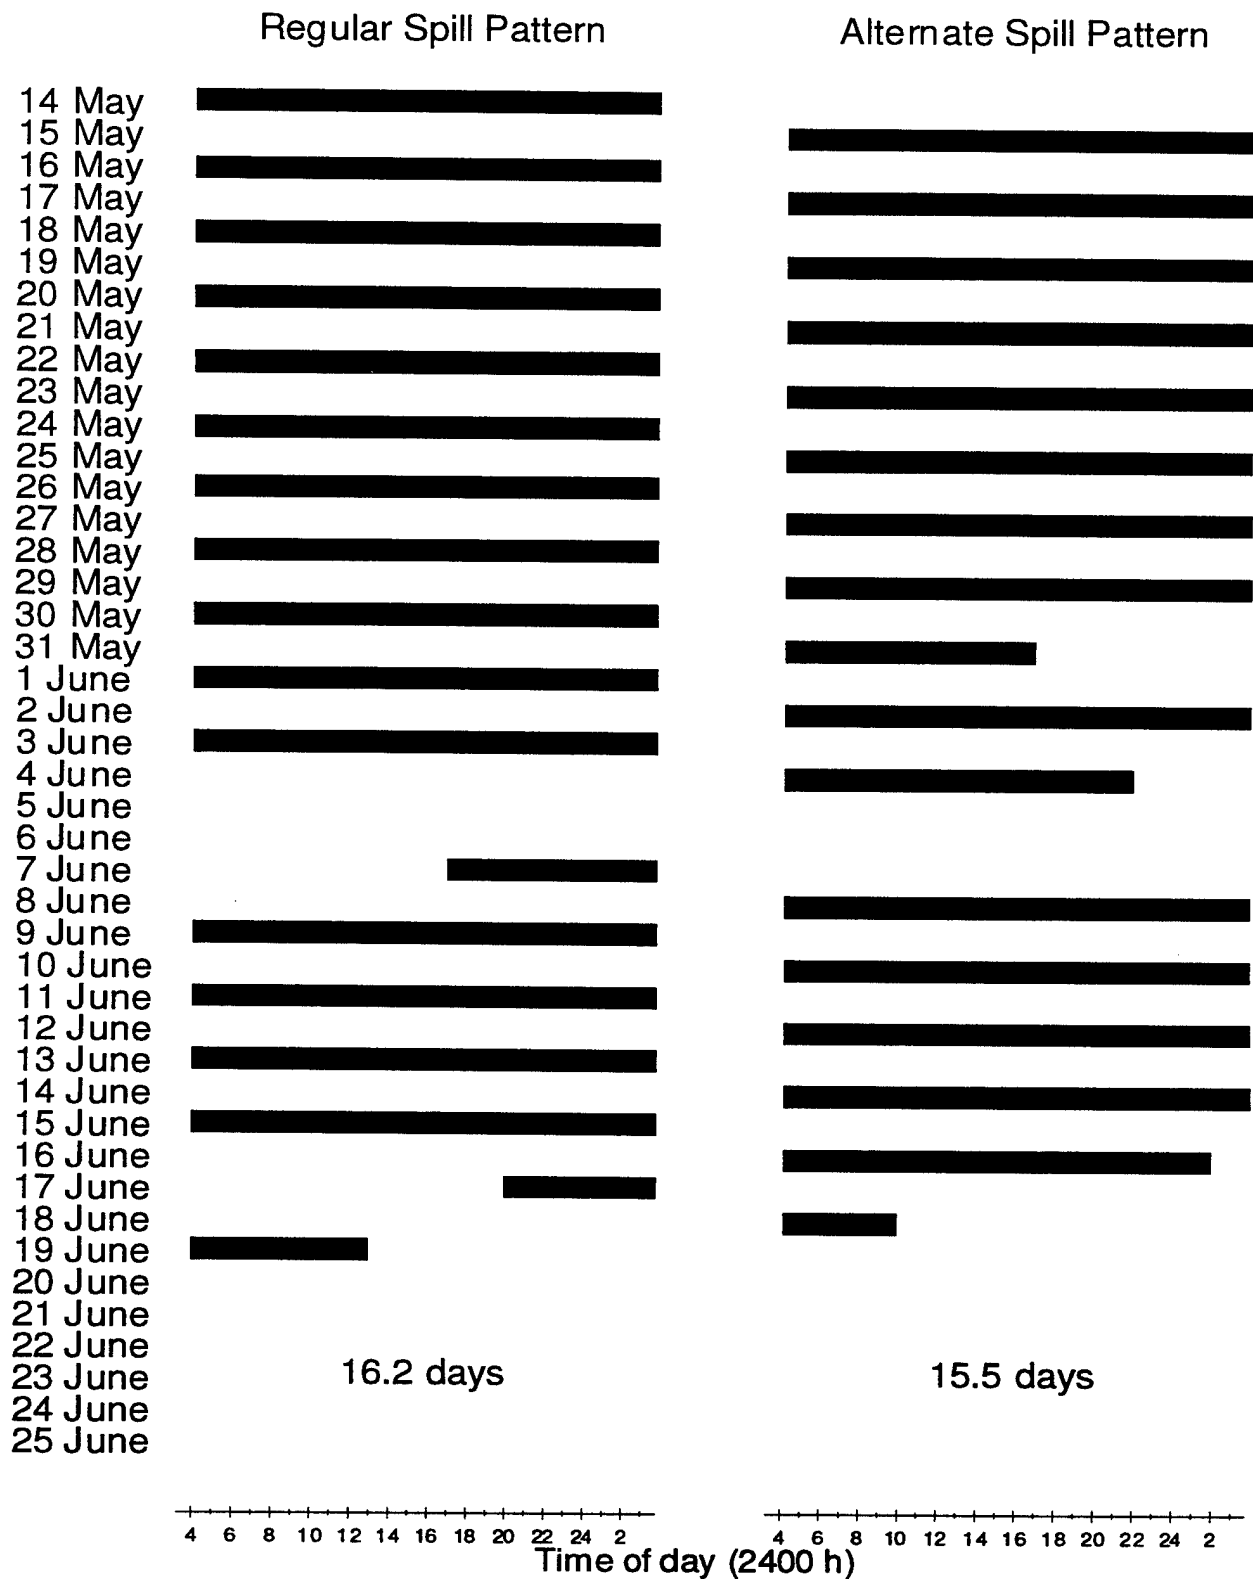 Regular Spill Pattern
Alternate Spill Pattern
14 May
15 May
16 May
17 May
18 May
19 May
20 May
21 May
22 May
23 May
24 May
25 May
26 May
27 May
28 May
29 May
30 May
31 May
1 June
2 June
3 June
4 June
5 June
6 June
7 June
8 June
9 June
10 June
11 June
12 June
13 June
14 June
15 June
16 June
17 June
18 June
19 June
20 June
21 June
22 June
23 June
24 June
25 June
16.2 days
15.5 days
4 6 8 10 12 14 16 18 20 22 24 2
4 6 8 10 12 14 16 18 20 22 24 2
Time of day (2400 h)